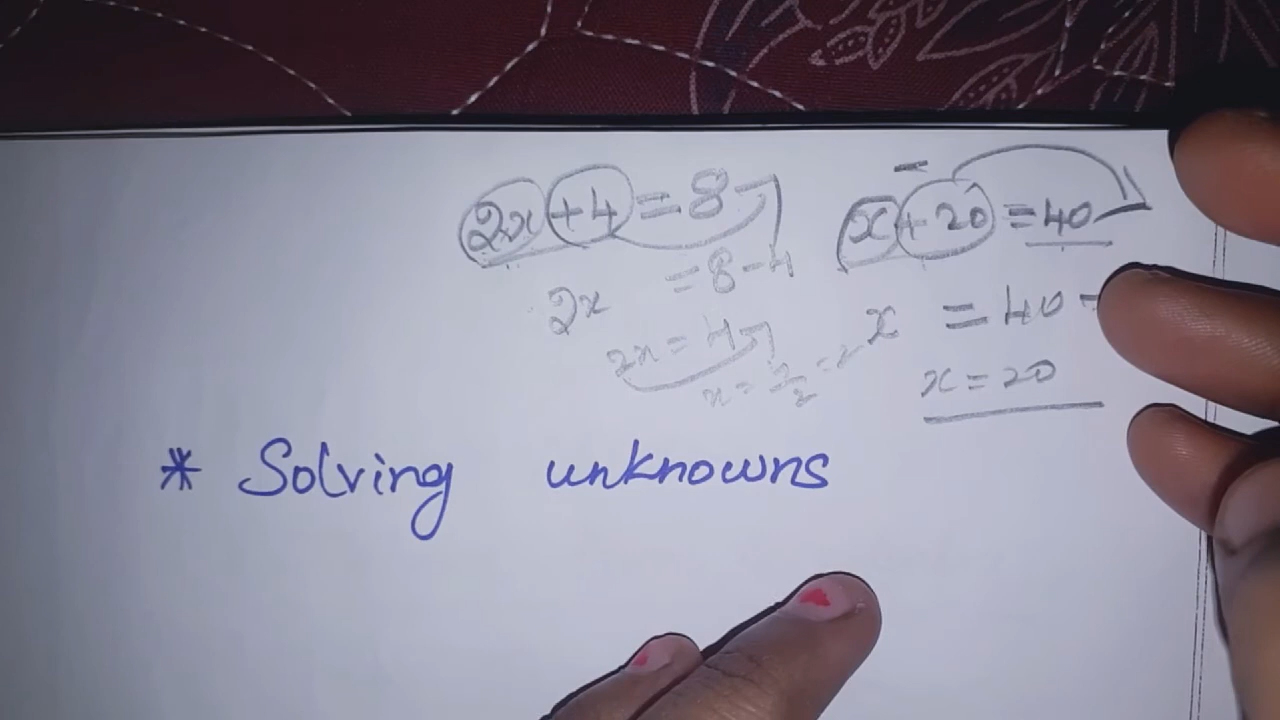 2x + 4 = 8
2x = 8 - 4
2x = 4
x + 20 = 40
x = 40 -
x = 20
* Solving unknowns